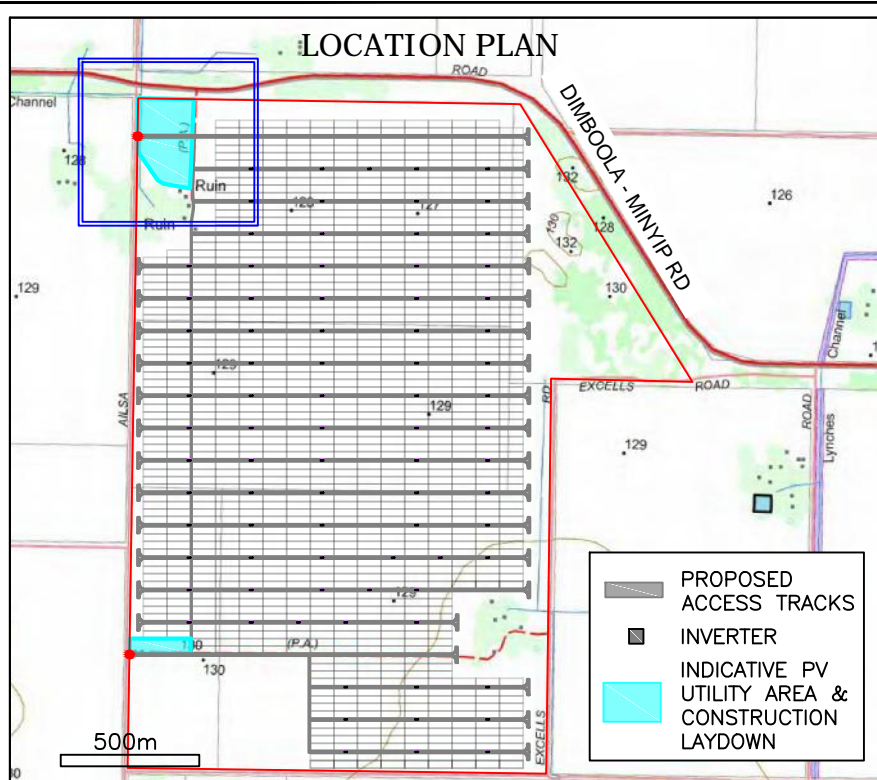 LOCATION PLAN
ROAD
Channel
(P.A.)
DIMBOOLA - MINYIP RD
128
Ruin
132
126
127
128
Ruin
130
132
129
130
Channel
129
EXCELLS
ROAD
RD
AILSA
129
129
ROAD
Lynches
129
(P.A.)
130
130
EXCELLS
500m
PROPOSED
ACCESS TRACKS
INVERTER
INDICATIVE PV
UTILITY AREA &
CONSTRUCTION
LAYDOWN